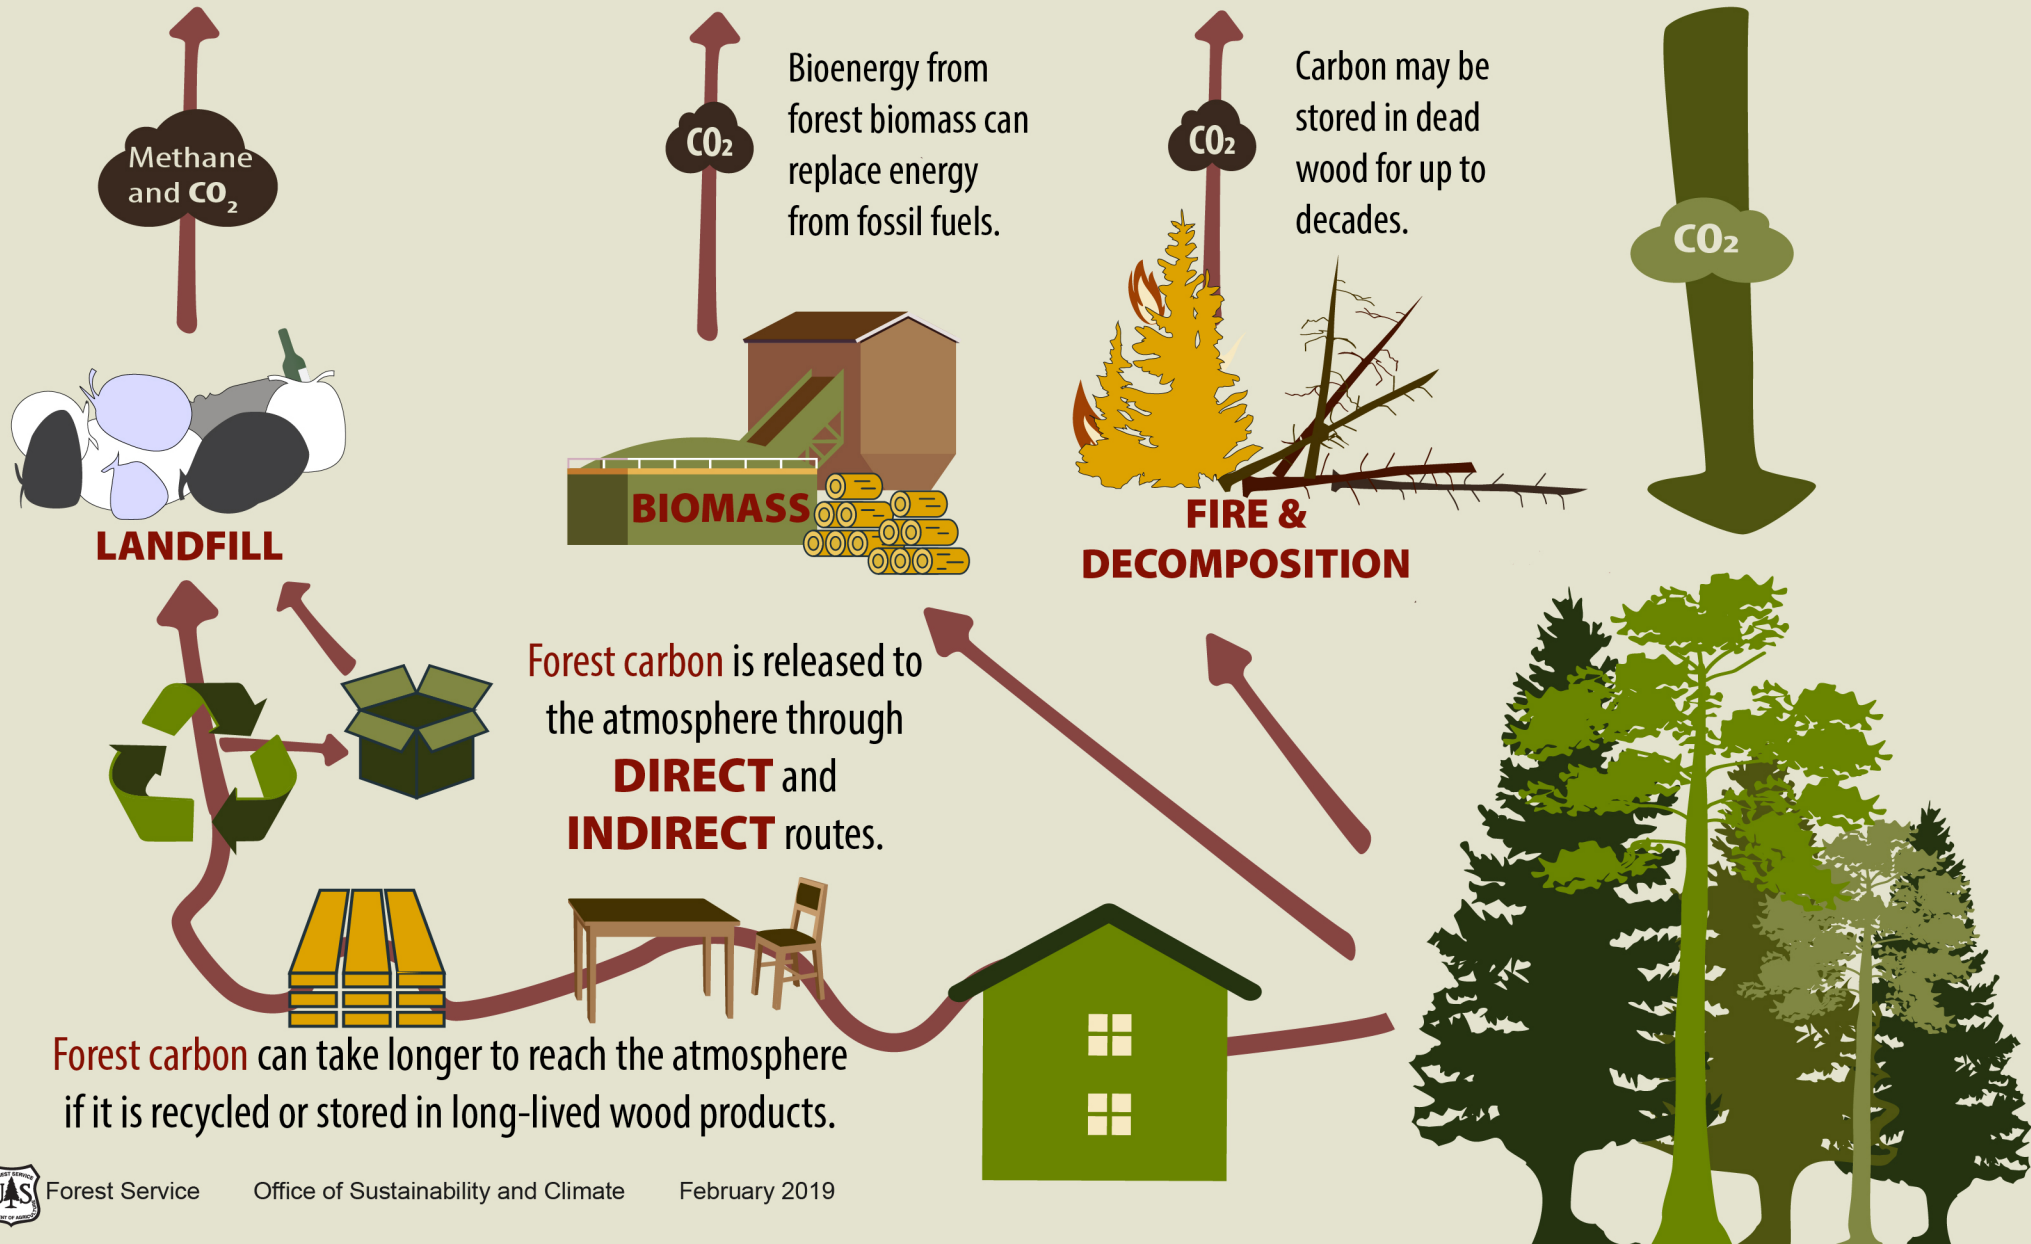 Methane
and CO2
CO2
Bioenergy from
forest biomass can
replace energy
from fossil fuels.
CO2
Carbon may be
stored in dead
wood for up to
decades.
CO2
LANDFILL
BIOMASS
FIRE &
DECOMPOSITION
Forest carbon is released to
the atmosphere through
DIRECT and
INDIRECT routes.
Forest carbon can take longer to reach the atmosphere
if it is recycled or stored in long-lived wood products.
Forest Service Office of Sustainability and Climate February 2019